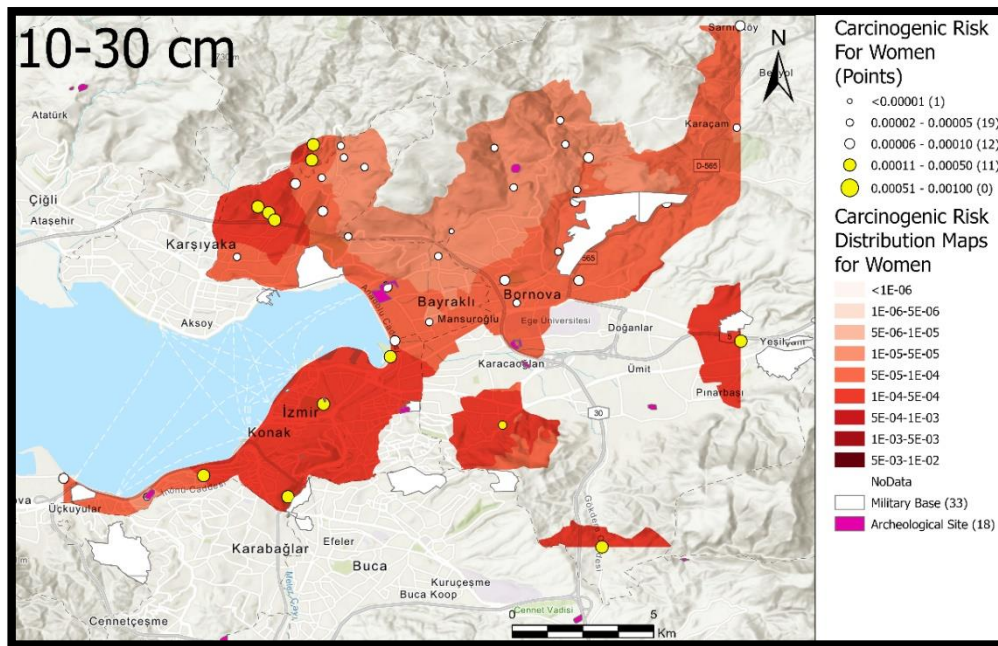 10-30 cm
Sarnıçköy
N
Atatürk
Karaçam
D-565
Çiğli
Ataşehir
Karşıyaka
565
Aksoy
Bayraklı
Bornova
Mansuroğlu
Ege Üniversitesi
Doğanlar
Yeşilyurt
Karacaoğlan
Ümit
Pınarbaşı
İzmir
30
Konak
Üçkuyular
Karabağlar
Efeler
Buca
Kuruçeşme
Buca Koop
Cennet Vadisi
Cennetçeşme
0 5
Km
Carcinogenic Risk
For Women
(Points)
<0.00001 (1)
0.00002 - 0.00005 (19)
0.00006 - 0.00010 (12)
0.00011 - 0.00050 (11)
0.00051 - 0.00100 (0)
Carcinogenic Risk
Distribution Maps
for Women
<1E-06
1E-06-5E-06
5E-06-1E-05
1E-05-5E-05
5E-05-1E-04
1E-04-5E-04
5E-04-1E-03
1E-03-5E-03
5E-03-1E-02
NoData
Military Base (33)
Archeological Site (18)